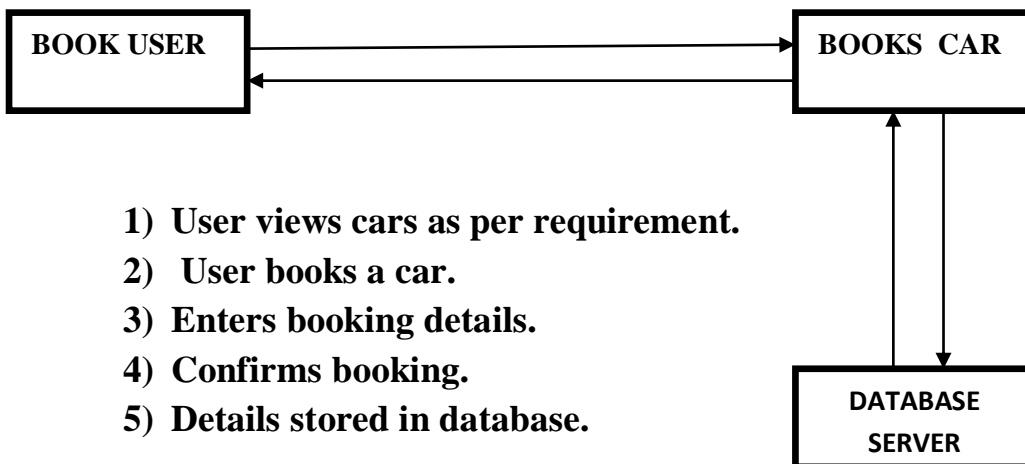 BOOK USER
BOOKS CAR
1) User views cars as per requirement.
2) User books a car.
3) Enters booking details.
4) Confirms booking.
5) Details stored in database.
DATABASE
SERVER